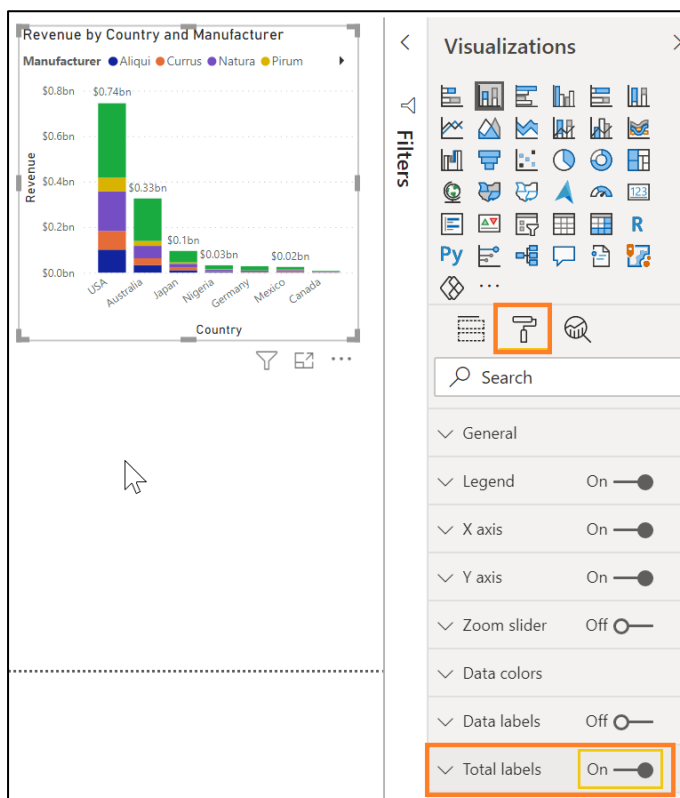 Revenue by Country and Manufacturer
Manufacturer Aliqui Currus Natura Pirum
$0.8bn
$0.6bn
$0.4bn
$0.2bn
$0.0bn
Revenue
$0.74bn
$0.33bn
$0.1bn
$0.03bn
$0.02bn
USA
Australia
Japan
Nigeria
Germany
Mexico
Canada
Country
Filters
Visualizations
123
R
Py
Search
General
Legend On
X axis On
Y axis On
Zoom slider Off
Data colors
Data labels Off
Total labels On